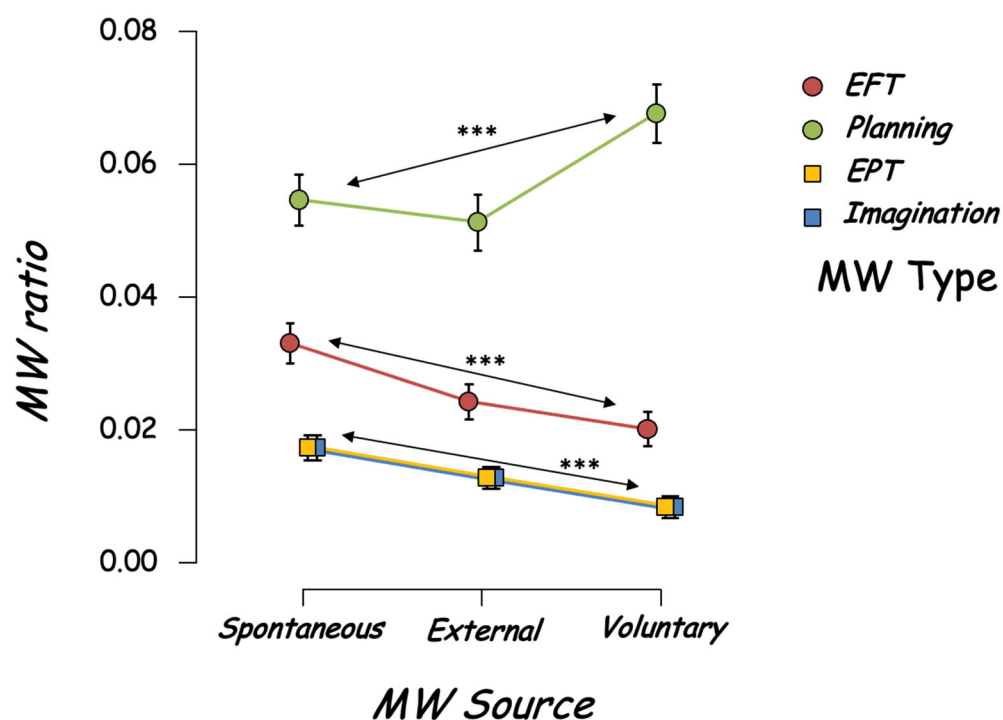 0.08
0.06
0.04
0.02
0.00
MW ratio
***
***
***
Spontaneous
External
Voluntary
MW Source
EFT
Planning
EPT
Imagination
MW Type